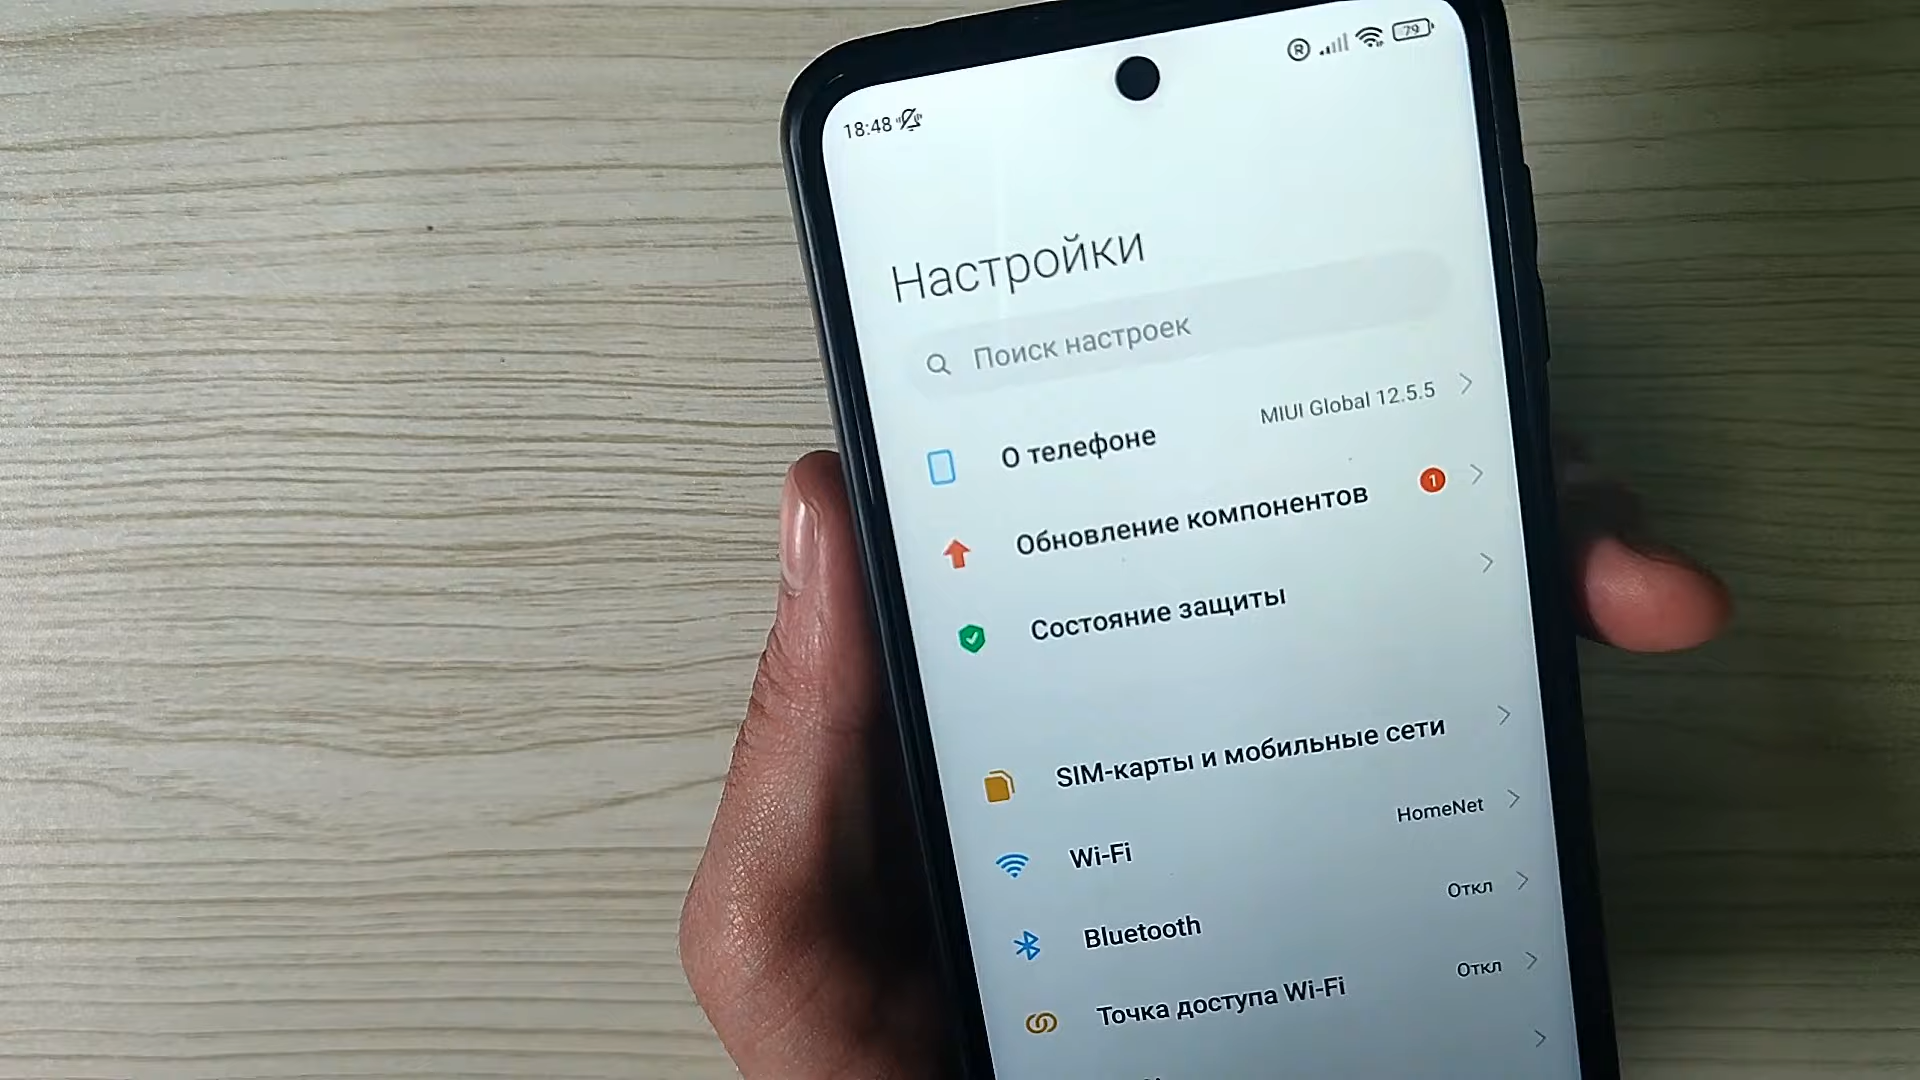 18:48
R 79
Настройки
Поиск настроек
О телефоне MIUI Global 12.5.5
Обновление компонентов 1
Состояние защиты
SIM-карты и мобильные сети
Wi-Fi HomeNet
Bluetooth Откл
Точка доступа Wi-Fi Откл